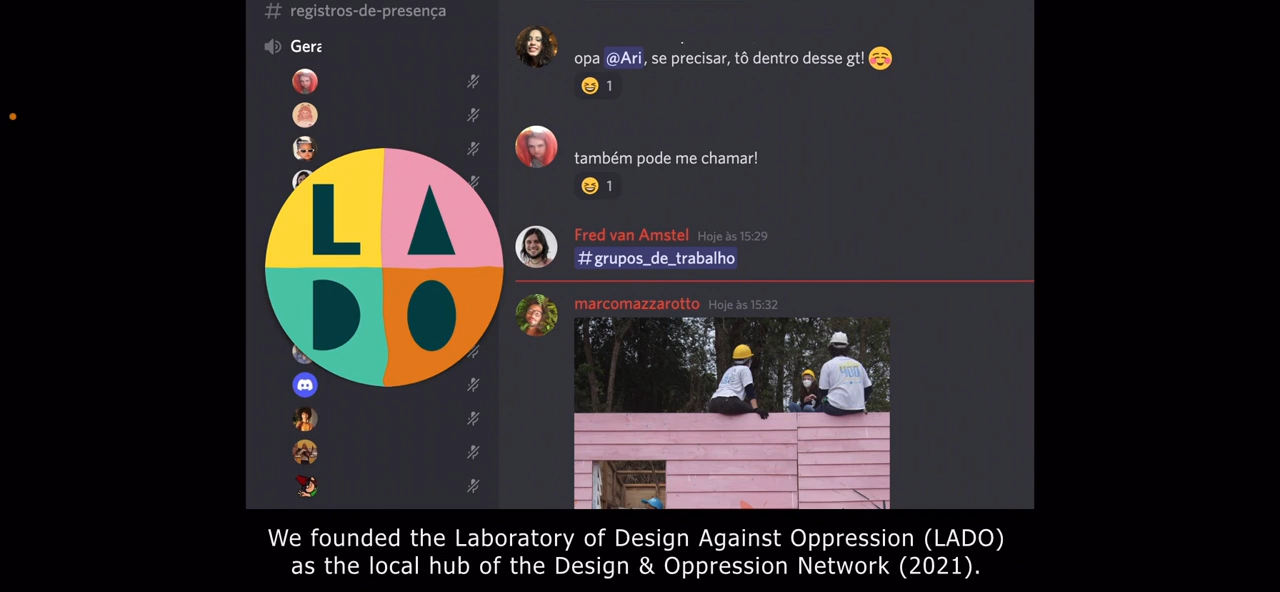 # registros-de-presença
Gera
opa @Ari, se precisar, tô dentro desse gt!
1
também pode me chamar!
1
Fred van Amstel Hoje às 15:29
#grupos_de_trabalho
marcomazzarotto Hoje às 15:32
L A
D O
We founded the Laboratory of Design Against Oppression (LADO)
as the local hub of the Design & Oppression Network (2021).